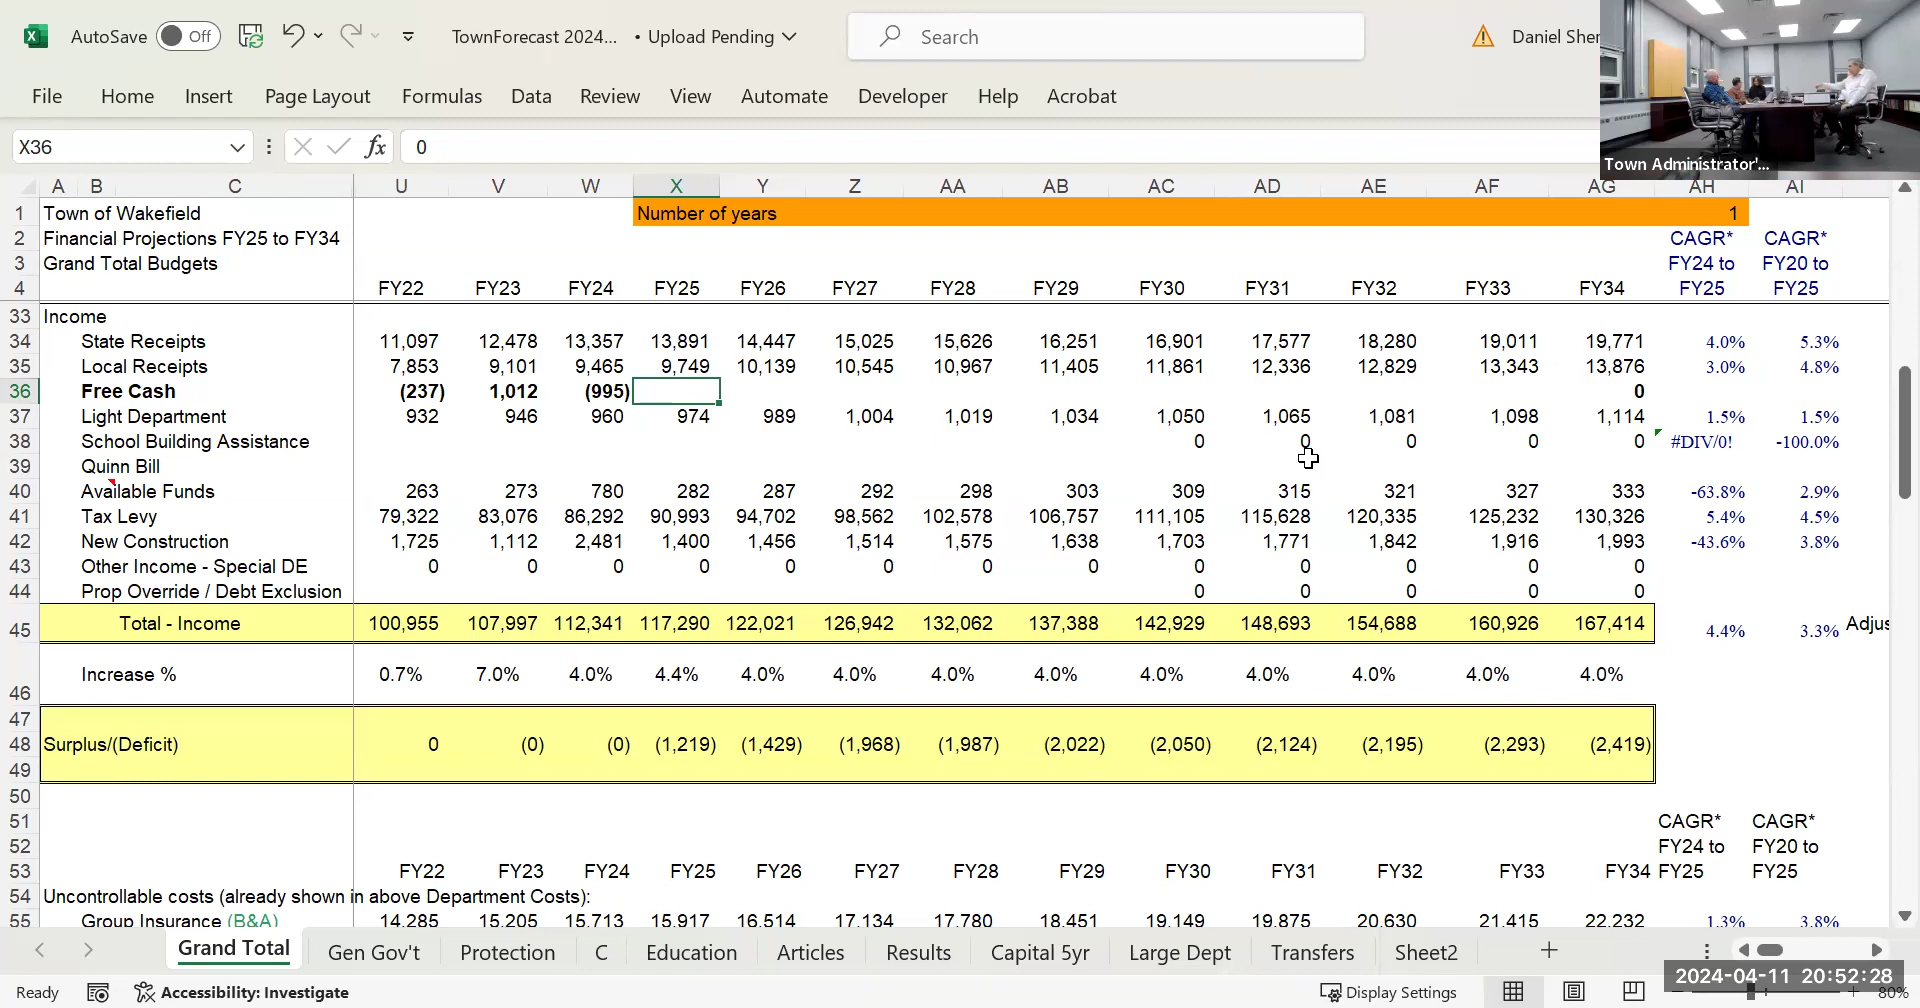 AutoSave Off TownForecast 2024... • Upload Pending Search Daniel Sher
File Home Insert Page Layout Formulas Data Review View Automate Developer Help Acrobat
Town Administrator'...
X36 fx 0
A B C U V W X Y Z AA AB AC AD AE AF AG AH AI
1 Town of Wakefield Number of years 1
2 Financial Projections FY25 to FY34 CAGR* CAGR*
3 Grand Total Budgets FY24 to FY20 to
4 FY22 FY23 FY24 FY25 FY26 FY27 FY28 FY29 FY30 FY31 FY32 FY33 FY34 FY25 FY25
33 Income
34 State Receipts 11,097 12,478 13,357 13,891 14,447 15,025 15,626 16,251 16,901 17,577 18,280 19,011 19,771 4.0% 5.3%
35 Local Receipts 7,853 9,101 9,465 9,749 10,139 10,545 10,967 11,405 11,861 12,336 12,829 13,343 13,876 3.0% 4.8%
36 Free Cash (237) 1,012 (995) 0
37 Light Department 932 946 960 974 989 1,004 1,019 1,034 1,050 1,065 1,081 1,098 1,114 1.5% 1.5%
38 School Building Assistance 0 0 0 0 0 #DIV/0! -100.0%
39 Quinn Bill
40 Available Funds 263 273 780 282 287 292 298 303 309 315 321 327 333 -63.8% 2.9%
41 Tax Levy 79,322 83,076 86,292 90,993 94,702 98,562 102,578 106,757 111,105 115,628 120,335 125,232 130,326 5.4% 4.5%
42 New Construction 1,725 1,112 2,481 1,400 1,456 1,514 1,575 1,638 1,703 1,771 1,842 1,916 1,993 -43.6% 3.8%
43 Other Income - Special DE 0 0 0 0 0 0 0 0 0 0 0 0 0
44 Prop Override / Debt Exclusion 0 0 0 0 0
45 Total - Income 100,955 107,997 112,341 117,290 122,021 126,942 132,062 137,388 142,929 148,693 154,688 160,926 167,414 4.4% 3.3% Adjus
46 Increase % 0.7% 7.0% 4.0% 4.4% 4.0% 4.0% 4.0% 4.0% 4.0% 4.0% 4.0% 4.0% 4.0%
47
48 Surplus/(Deficit) 0 (0) (0) (1,219) (1,429) (1,968) (1,987) (2,022) (2,050) (2,124) (2,195) (2,293) (2,419)
49
50
51 CAGR* CAGR*
52 FY24 to FY20 to
53 FY22 FY23 FY24 FY25 FY26 FY27 FY28 FY29 FY30 FY31 FY32 FY33 FY34 FY25 FY25
54 Uncontrollable costs (already shown in above Department Costs):
55 Group Insurance (B&A) 14,285 15,205 15,713 15,917 16,514 17,134 17,780 18,451 19,149 19,875 20,630 21,415 22,232 1.3% 3.8%
Grand Total Gen Gov't Protection C Education Articles Results Capital 5yr Large Dept Transfers Sheet2
2024-04-11 20:52:28
Ready Accessibility: Investigate Display Settings 80%